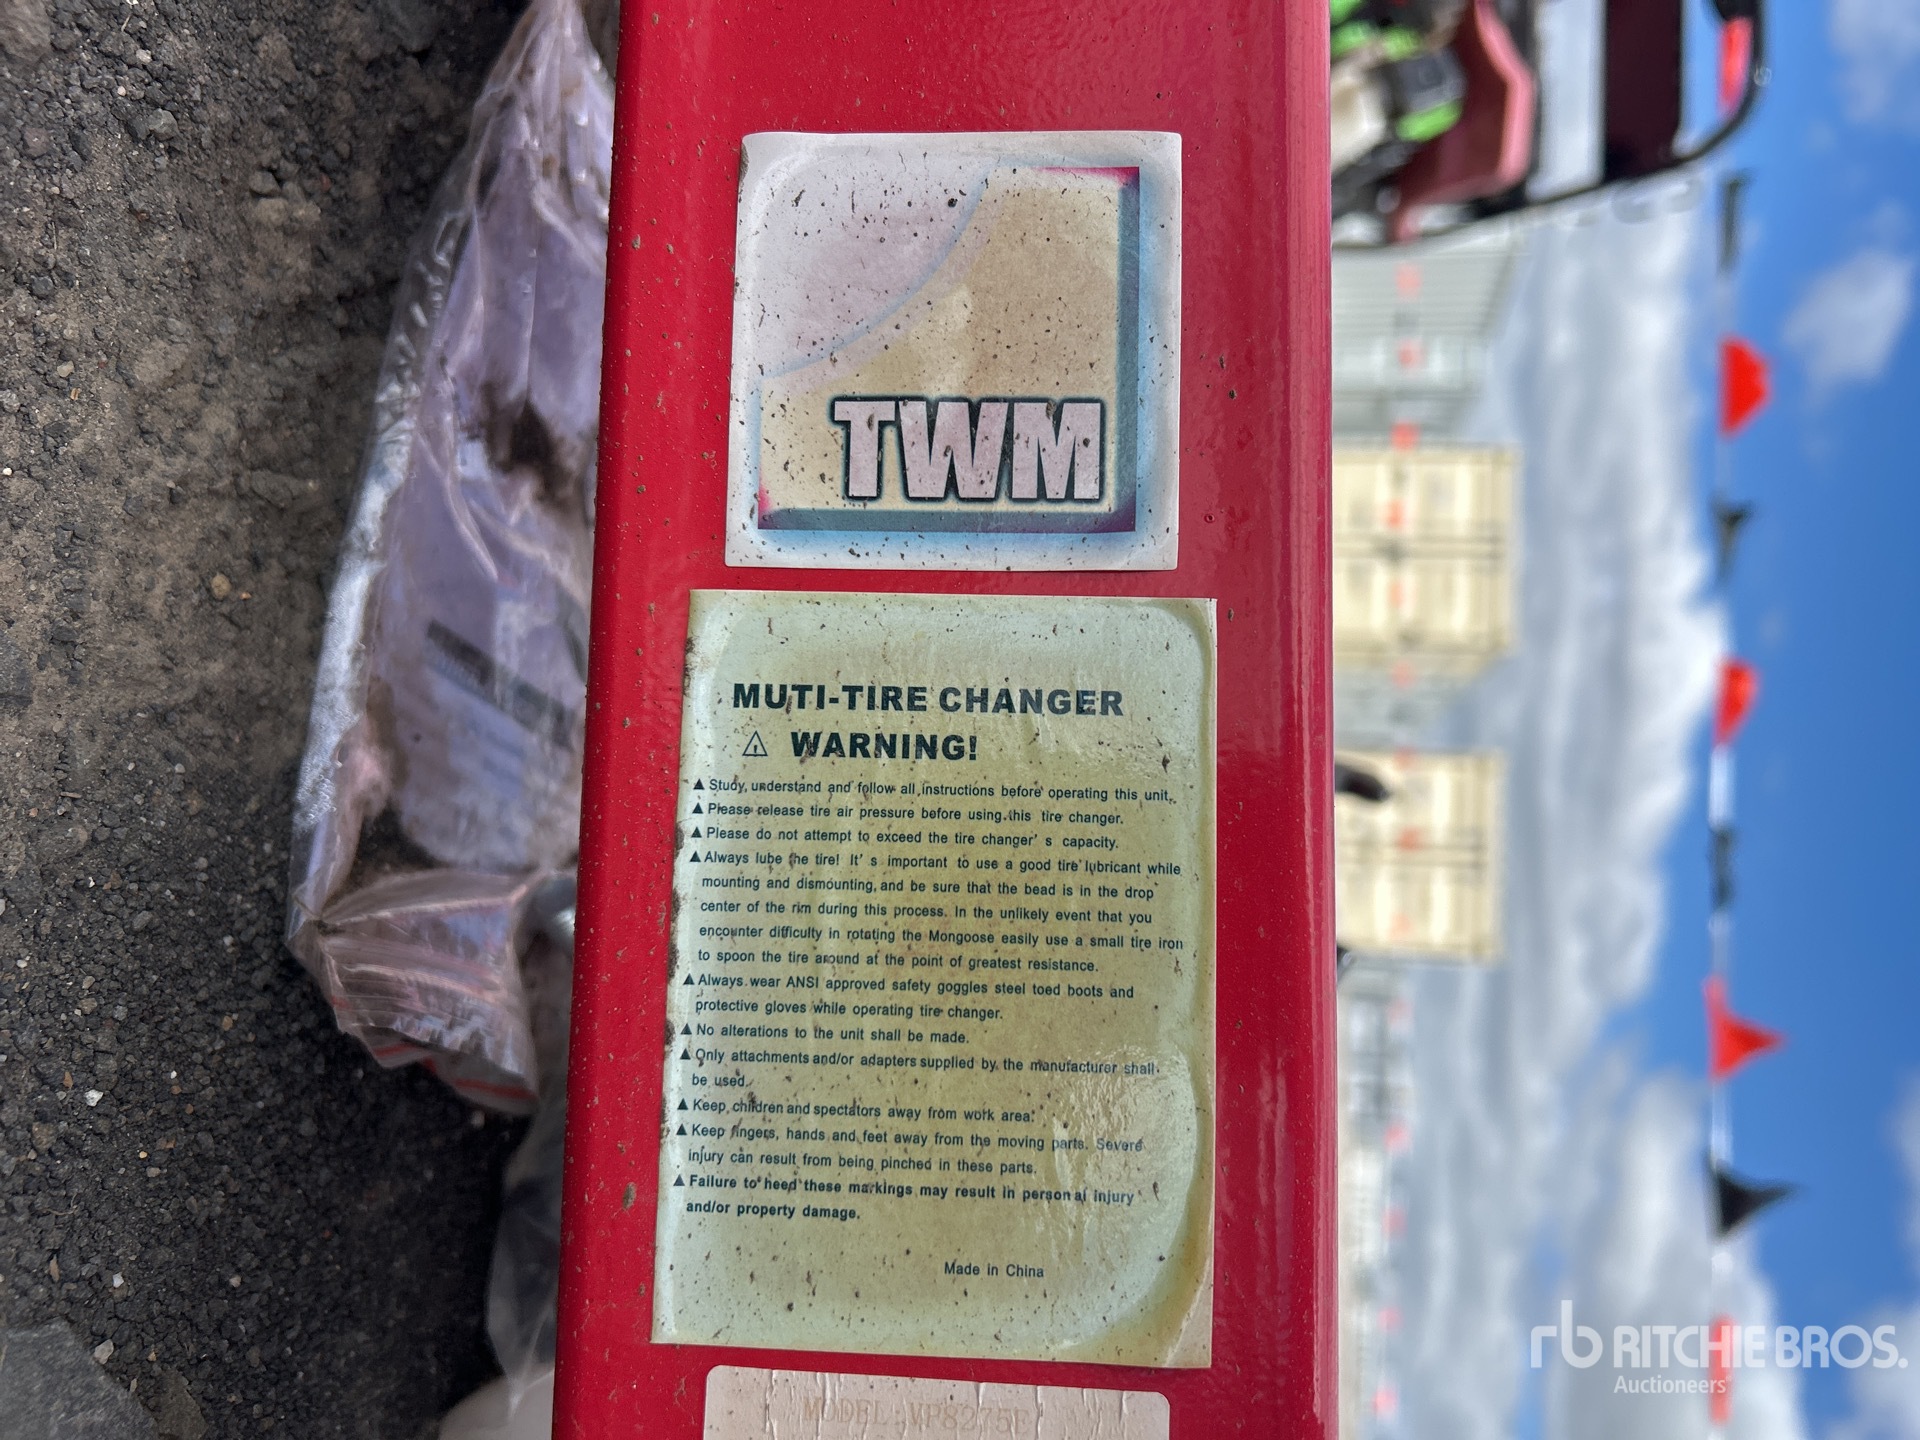 TWM
MUTI-TIRE CHANGER
⚠ WARNING!
▲ Study, understand and follow all instructions before operating this unit.
▲ Please release tire air pressure before using this tire changer.
▲ Please do not attempt to exceed the tire changer's capacity.
▲ Always lube the tire! It's important to use a good tire lubricant while
mounting and dismounting, and be sure that the bead is in the drop
center of the rim during this process. In the unlikely event that you
encounter difficulty in rotating the Mongoose easily use a small tire iron
to spoon the tire around at the point of greatest resistance.
▲ Always wear ANSI approved safety goggles steel toed boots and
protective gloves while operating tire changer.
▲ No alterations to the unit shall be made.
▲ Only attachments and/or adapters supplied by the manufacturer shall
be used.
▲ Keep children and spectators away from work area.
▲ Keep fingers, hands and feet away from the moving parts. Severe
injury can result from being pinched in these parts.
▲ Failure to heed these markings may result in personal injury
and/or property damage.
Made in China
MODEL: VP8275E
rb RITCHIE BROS.
Auctioneers